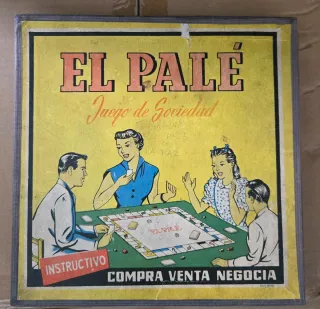 EL PALÉ
Juego de Sociedad
INSTRUCTIVO
COMPRA VENTA NEGOCIA